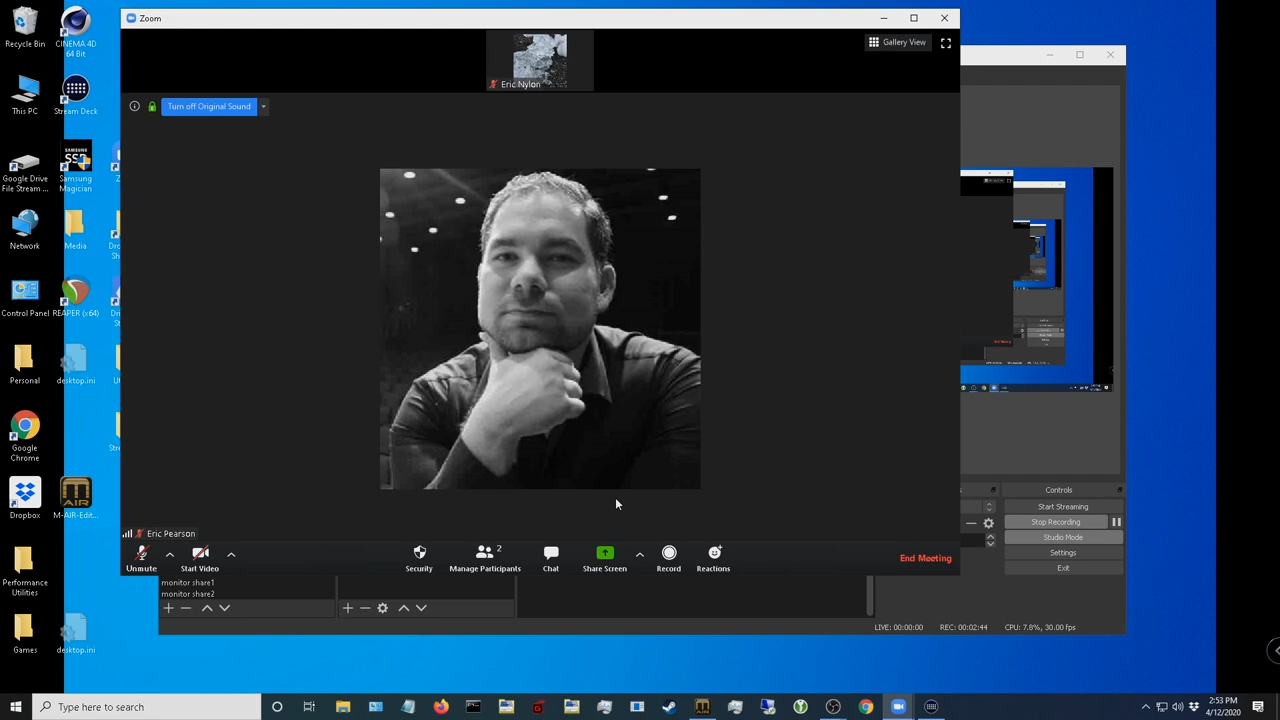 Zoom
Eric Nylon
Gallery View
Turn off Original Sound
Eric Pearson
Unmute
Start Video
Security
2
Manage Participants
Chat
Share Screen
Record
Reactions
End Meeting
Recycle Bin
CINEMA 4D
64 Bit
This PC
Stream Deck
Google Drive
File Stream ...
Samsung
Magician
Network
Media
Control Panel
REAPER (x64)
Personal
desktop.ini
Google
Chrome
Dropbox
M-AIR-Edit...
Performance
Utilities
Games
desktop.ini
monitor share1
monitor share2
Controls
Start Streaming
Stop Recording
Studio Mode
Settings
Exit
LIVE: 00:00:00
REC: 00:02:44
CPU: 7.8%, 30.00 fps
Type here to search
2:53 PM
4/12/2020